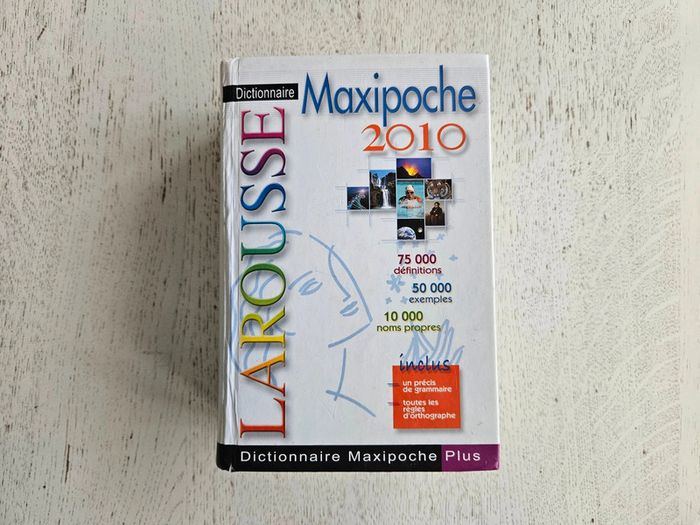 Dictionnaire
Maxipoche
2010
LAROUSSE
75 000
définitions
50 000
exemples
10 000
noms propres
inclus
un précis
de grammaire
toutes les
règles
d'orthographe
Dictionnaire Maxipoche Plus